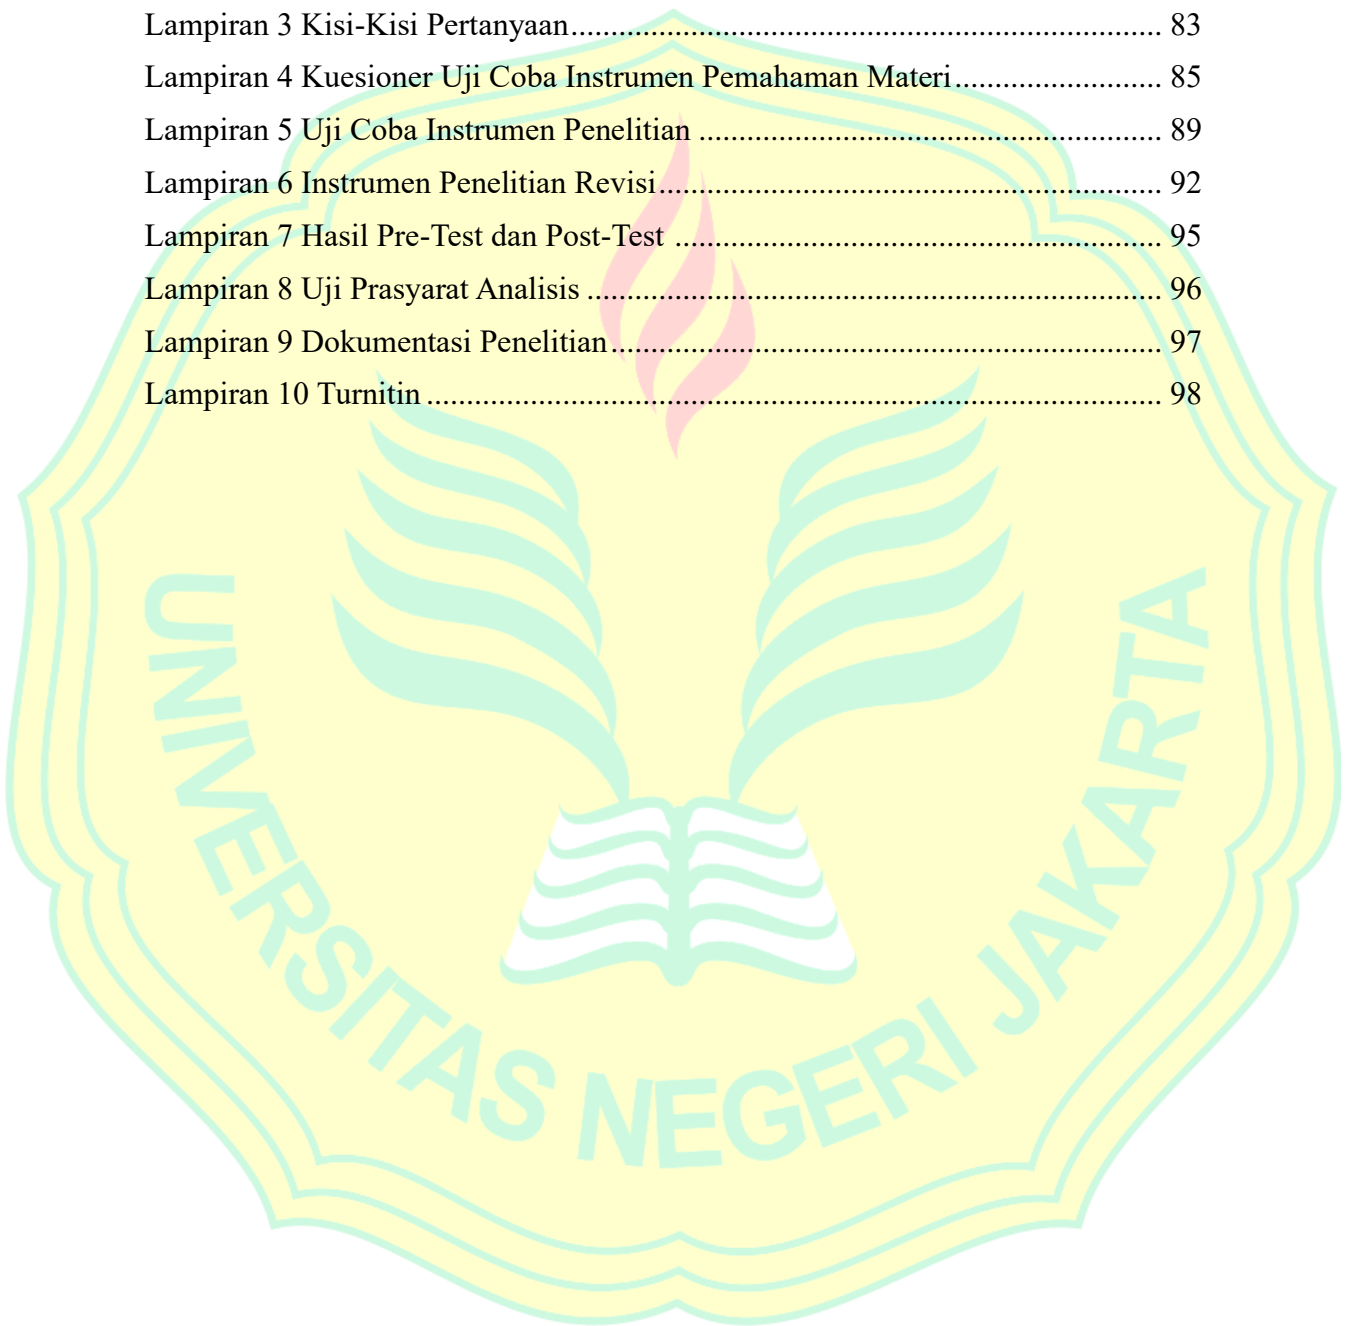 Lampiran 3 Kisi-Kisi Pertanyaan........................................................................... 83
Lampiran 4 Kuesioner Uji Coba Instrumen Pemahaman Materi.......................... 85
Lampiran 5 Uji Coba Instrumen Penelitian ........................................................... 89
Lampiran 6 Instrumen Penelitian Revisi................................................................ 92
Lampiran 7 Hasil Pre-Test dan Post-Test .............................................................. 95
Lampiran 8 Uji Prasyarat Analisis ......................................................................... 96
Lampiran 9 Dokumentasi Penelitian...................................................................... 97
Lampiran 10 Turnitin ............................................................................................. 98
UNIVERSITAS NEGERI JAKARTA